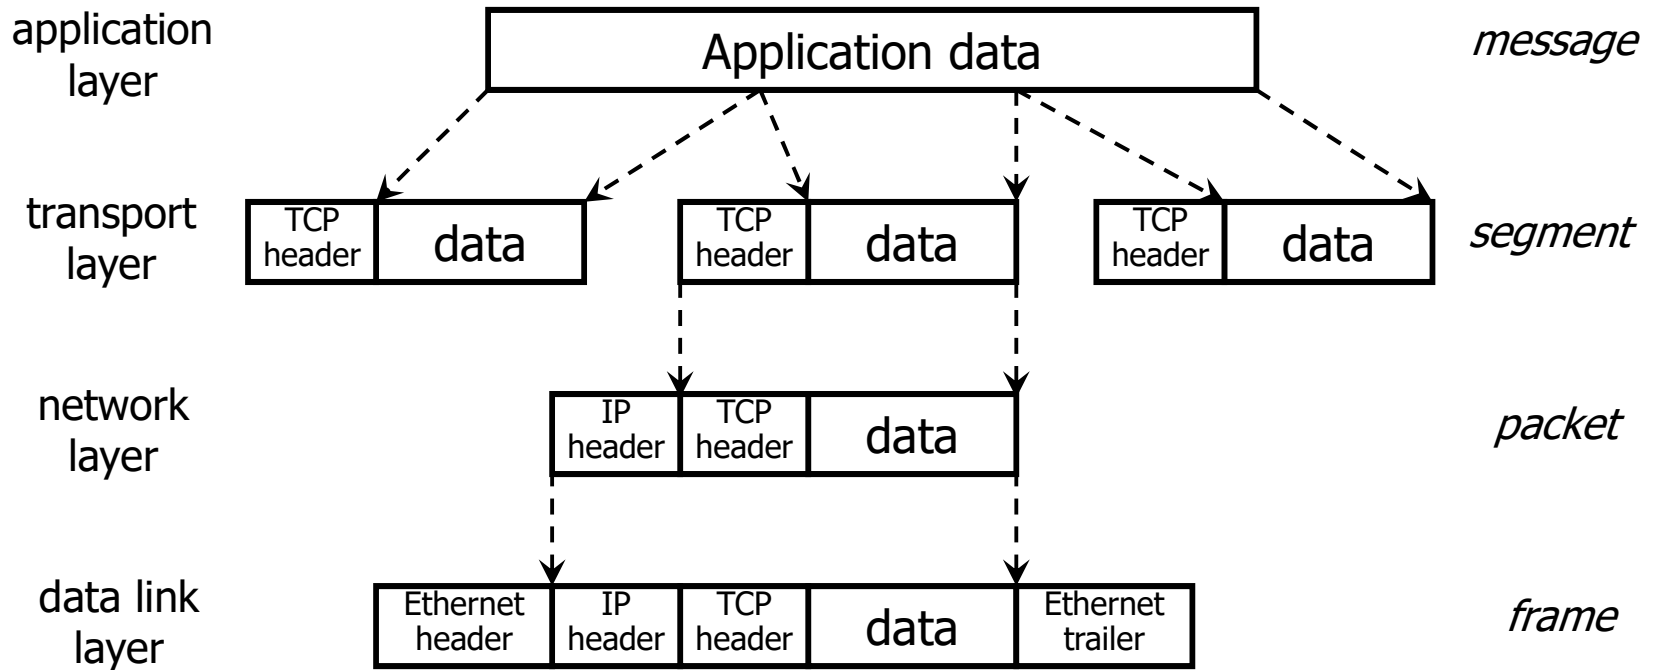 application
layer
Application data
message
transport
layer
TCP
header
data
TCP
header
data
TCP
header
data
segment
network
layer
IP
header
TCP
header
data
packet
data link
layer
Ethernet
header
IP
header
TCP
header
data
Ethernet
trailer
frame